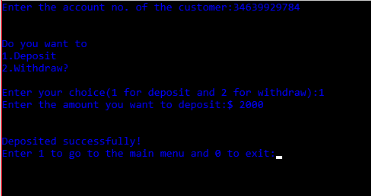 Enter the account no. of the customer:34639929784
Do you want to
1.Deposit
2.Withdraw?
Enter your choice(1 for deposit and 2 for withdraw):1
Enter the amount you want to deposit:$ 2000
Deposited successfully!
Enter 1 to go to the main menu and 0 to exit: